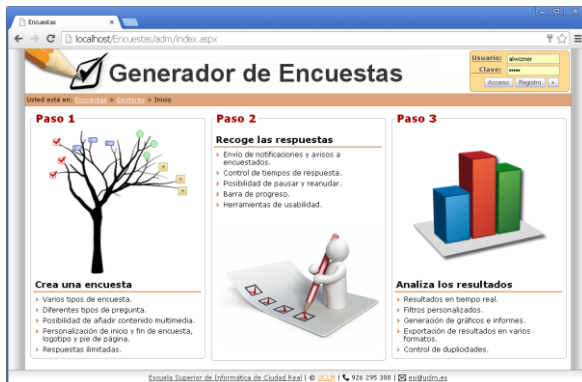 Encuestas
localhost/Encuestas/adm/index.aspx
Generador de Encuestas
Usuario: alwizner
Clave: •••••
Acceso Registro +
Usted está en: Encuestas > Gestores > Inicio
Paso 1
Crea una encuesta
› Varios tipos de encuesta.
› Diferentes tipos de pregunta.
› Posibilidad de añadir contenido multimedia.
› Personalización de inicio y fin de encuesta,
logotipo y pie de página.
› Respuestas ilimitadas.
Paso 2
Recoge las respuestas
› Envío de notificaciones y avisos a
encuestados.
› Control de tiempos de respuesta.
› Posibilidad de pausar y reanudar.
› Barra de progreso.
› Herramientas de usabilidad.
Paso 3
Analiza los resultados
› Resultados en tiempo real.
› Filtros personalizados.
› Generación de gráficos e informes.
› Exportación de resultados en varios
formatos.
› Control de duplicidades.
Escuela Superior de Informática de Ciudad Real | © UCLM | 926 295 300 | esi@uclm.es